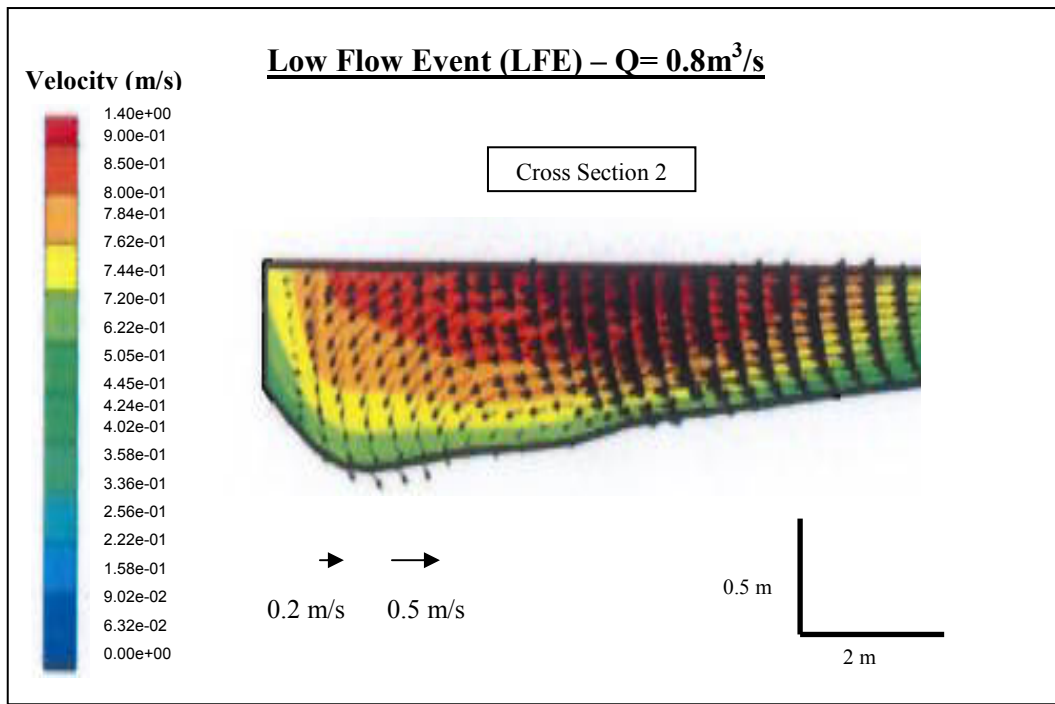 Low Flow Event (LFE) – Q= 0.8m³/s
Velocity (m/s)
1.40e+00
9.00e-01
8.50e-01
8.00e-01
7.84e-01
7.62e-01
7.44e-01
7.20e-01
6.22e-01
5.05e-01
4.45e-01
4.24e-01
4.02e-01
3.58e-01
3.36e-01
2.56e-01
2.22e-01
1.58e-01
9.02e-02
6.32e-02
0.00e+00
Cross Section 2
0.2 m/s 0.5 m/s
0.5 m
2 m